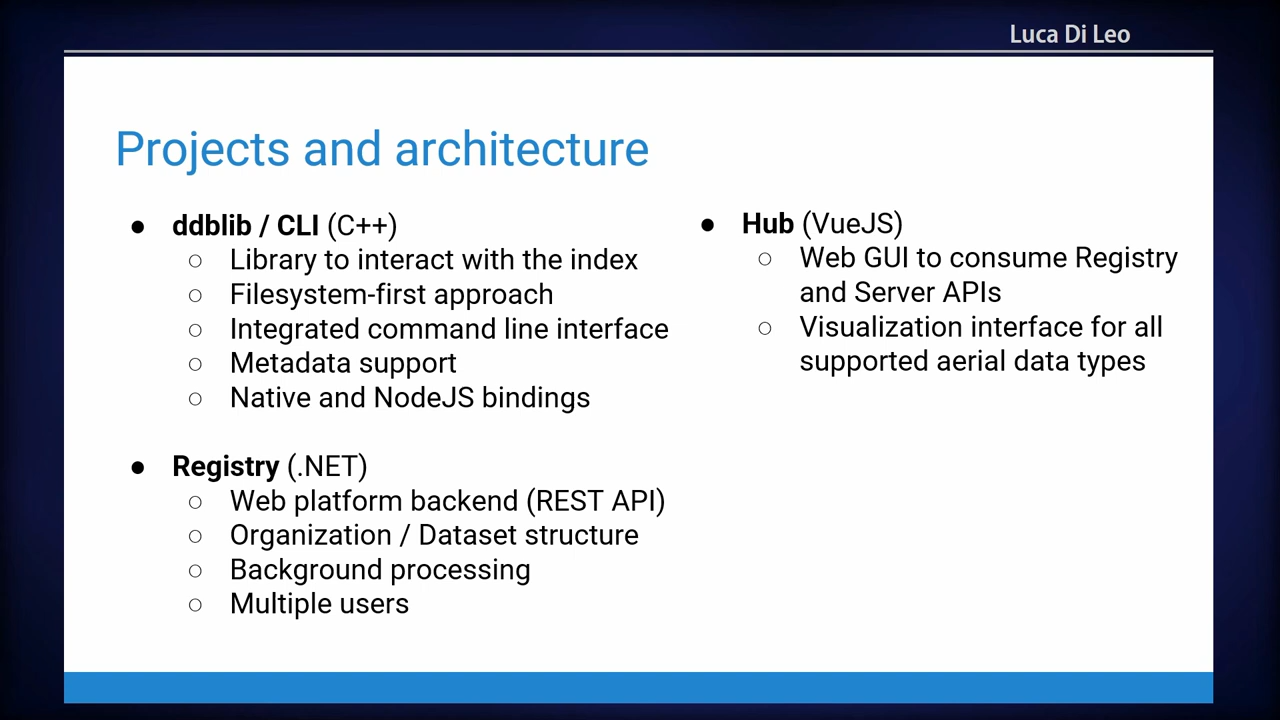 Luca Di Leo
Projects and architecture
● ddblib / CLI (C++)
○ Library to interact with the index
○ Filesystem-first approach
○ Integrated command line interface
○ Metadata support
○ Native and NodeJS bindings
● Registry (.NET)
○ Web platform backend (REST API)
○ Organization / Dataset structure
○ Background processing
○ Multiple users
● Hub (VueJS)
○ Web GUI to consume Registry
and Server APIs
○ Visualization interface for all
supported aerial data types